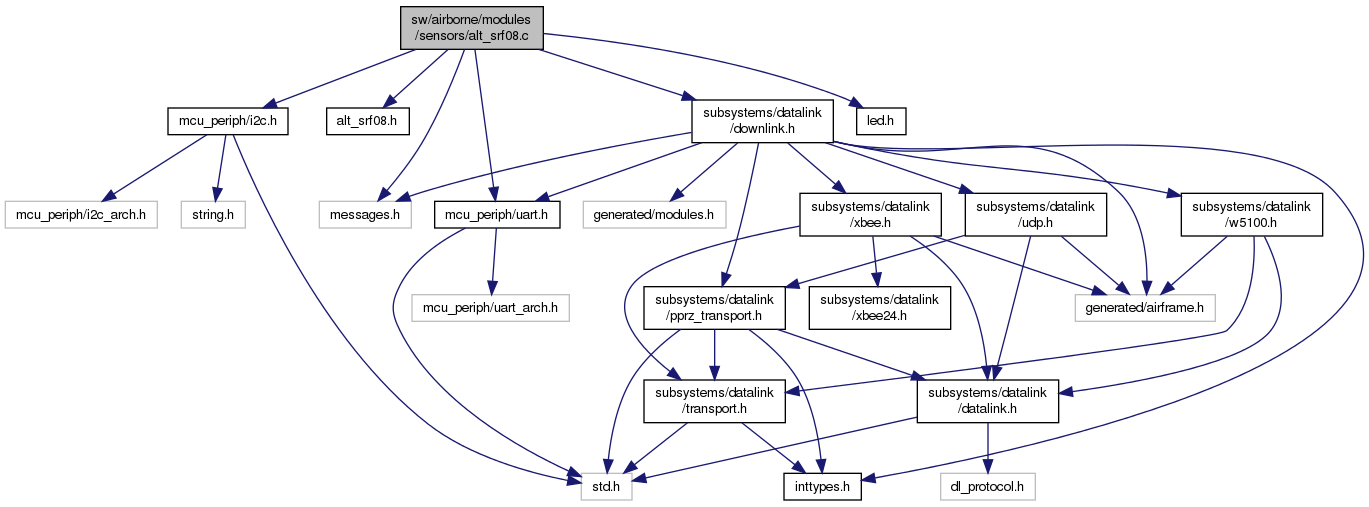 sw/airborne/modules
/sensors/alt_srf08.c
mcu_periph/i2c.h
alt_srf08.h
subsystems/datalink
/downlink.h
led.h
mcu_periph/i2c_arch.h
string.h
messages.h
mcu_periph/uart.h
generated/modules.h
subsystems/datalink
/xbee.h
subsystems/datalink
/udp.h
subsystems/datalink
/w5100.h
mcu_periph/uart_arch.h
subsystems/datalink
/pprz_transport.h
subsystems/datalink
/xbee24.h
generated/airframe.h
subsystems/datalink
/transport.h
subsystems/datalink
/datalink.h
std.h
inttypes.h
dl_protocol.h